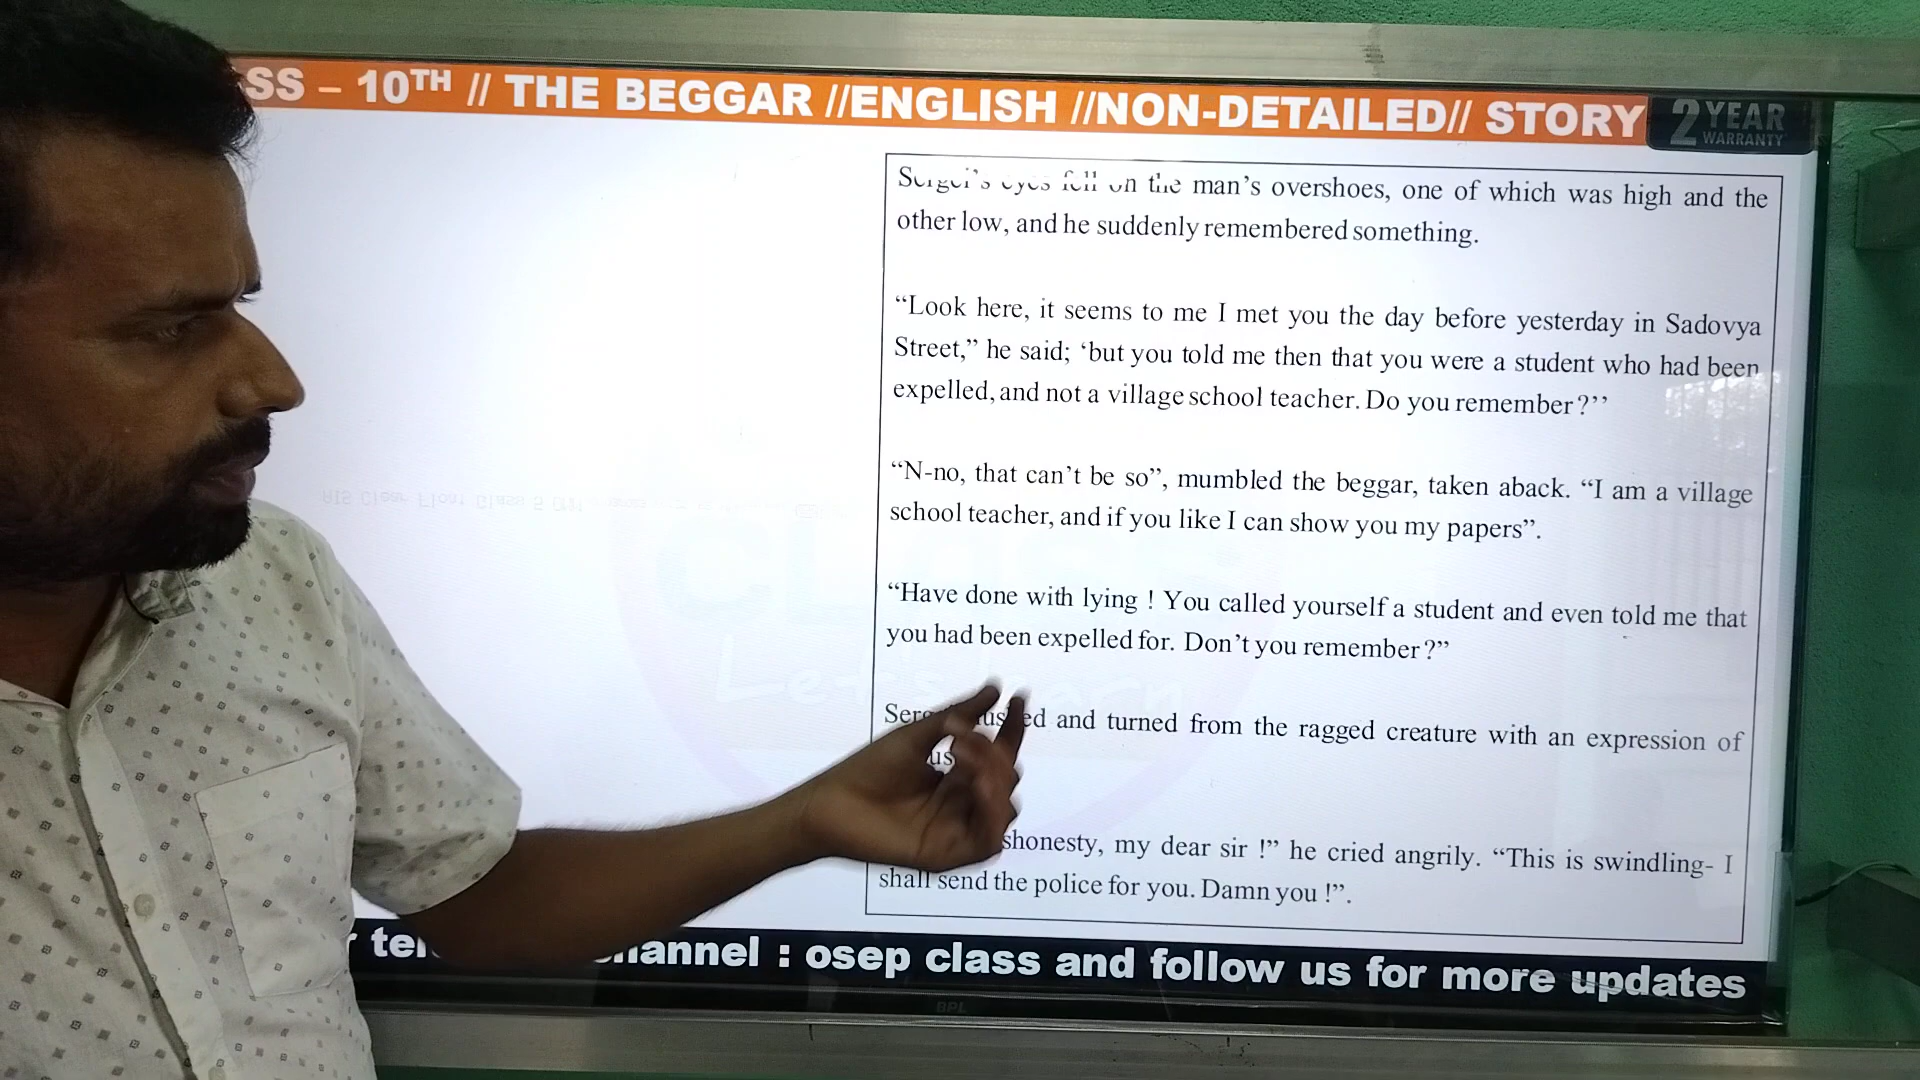 SS – 10TH // THE BEGGAR //ENGLISH //NON-DETAILED// STORY
2 YEAR
WARRANTY
Sergei's eyes fell on the man's overshoes, one of which was high and the
other low, and he suddenly remembered something.
“Look here, it seems to me I met you the day before yesterday in Sadovya
Street,” he said; ‘but you told me then that you were a student who had been
expelled, and not a village school teacher. Do you remember?’’
“N-no, that can’t be so”, mumbled the beggar, taken aback. “I am a village
school teacher, and if you like I can show you my papers”.
“Have done with lying ! You called yourself a student and even told me that
you had been expelled for. Don’t you remember?”
and turned from the ragged creature with an expression of
shonesty, my dear sir !” he cried angrily. “This is swindling- I
shall send the police for you. Damn you !”.
: osep class and follow us for more updates
BPL